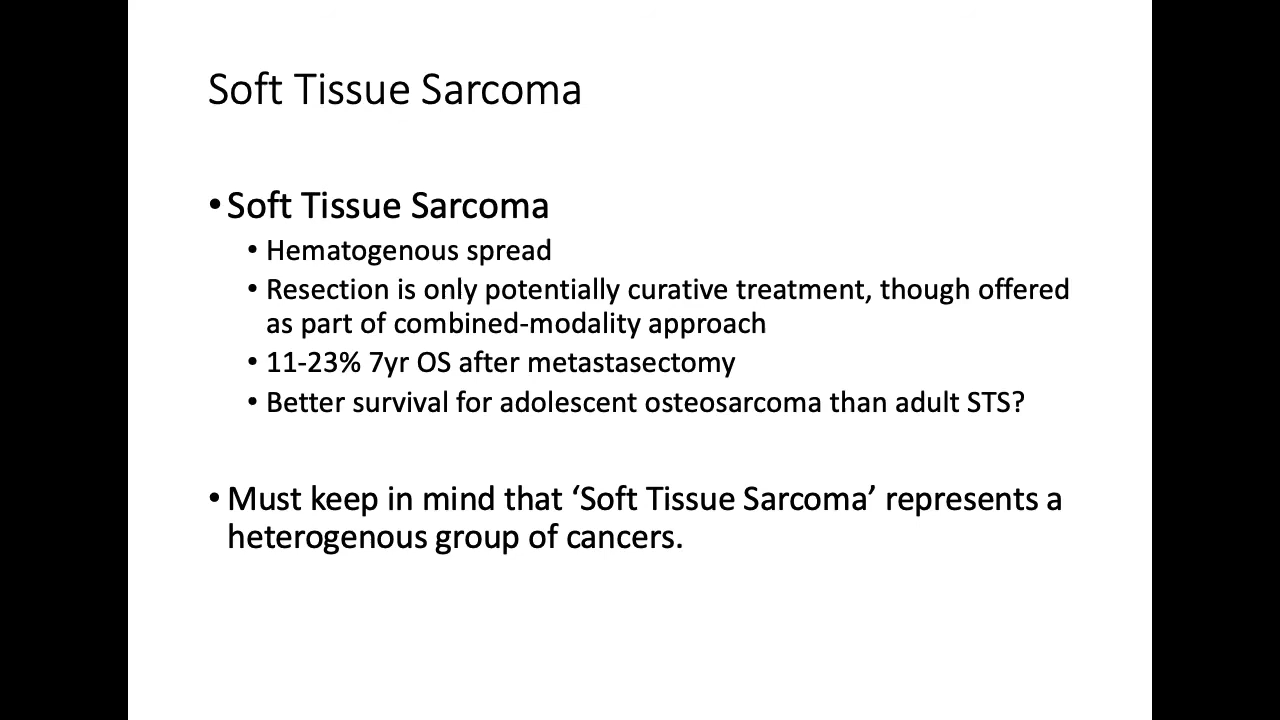 Soft Tissue Sarcoma
• Soft Tissue Sarcoma
• Hematogenous spread
• Resection is only potentially curative treatment, though offered
as part of combined-modality approach
• 11-23% 7yr OS after metastasectomy
• Better survival for adolescent osteosarcoma than adult STS?
• Must keep in mind that ‘Soft Tissue Sarcoma’ represents a
heterogenous group of cancers.